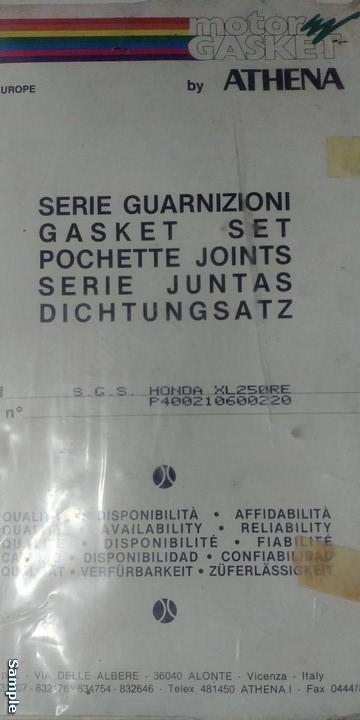 motor
GASKET
EUROPE by ATHENA
SERIE GUARNIZIONI
GASKET SET
POCHETTE JOINTS
SERIE JUNTAS
DICHTUNGSATZ
S.G.S. HONDA XL250RE
n° P400210600220
DISPONIBILITÀ • AFFIDABILITÀ
AVAILABILITY • RELIABILITY
• DISPONIBILITÉ • FIABILITÉ
• DISPONIBILIDAD • CONFIABILIDAD
• VERFÜRBARKEIT • ZÜFERLÄSSIGKEIT
- VIA DELLE ALBERE - 36040 ALONTE - Vicenza - Italy
834754 - 832646 - Telex 481450 ATHENA I - Fax 0444/
Sample